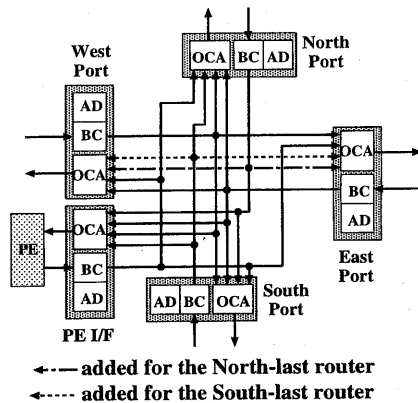 North
Port
OCA BC AD
West
Port
AD
BC
OCA
OCA
BC
AD
East
Port
PE
OCA
BC
AD
PE I/F
AD BC OCA
South
Port
added for the North-last router
added for the South-last router